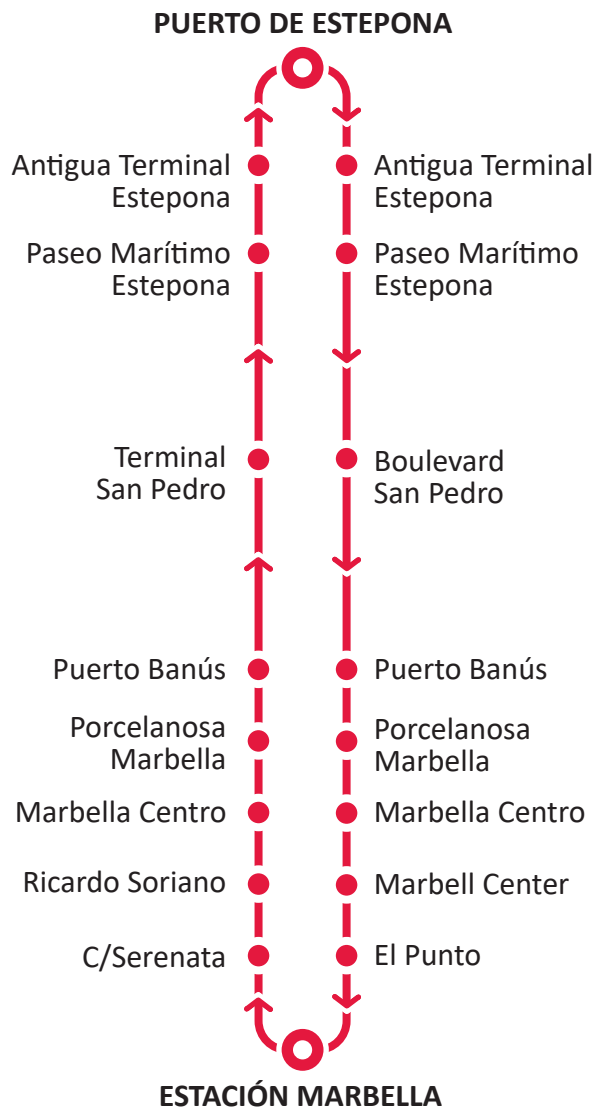 PUERTO DE ESTEPONA
Antigua Terminal
Estepona
Paseo Marítimo
Estepona
Terminal
San Pedro
Puerto Banús
Porcelanosa
Marbella
Marbella Centro
Ricardo Soriano
C/Serenata
Antigua Terminal
Estepona
Paseo Marítimo
Estepona
Boulevard
San Pedro
Puerto Banús
Porcelanosa
Marbella
Marbella Centro
Marbell Center
El Punto
ESTACIÓN MARBELLA